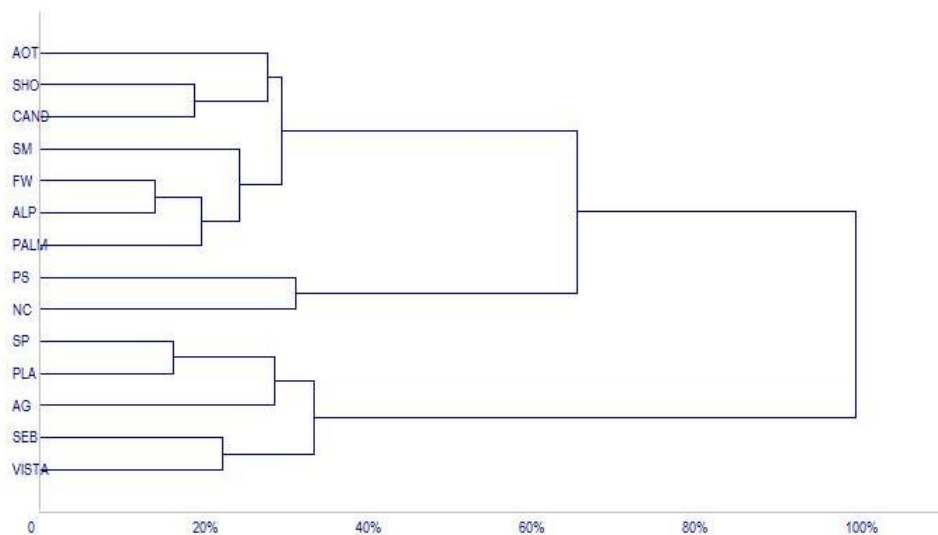 AOT
SHO
CAND
SM
FW
ALP
PALM
PS
NC
SP
PLA
AG
SEB
VISTA
0 20% 40% 60% 80% 100%